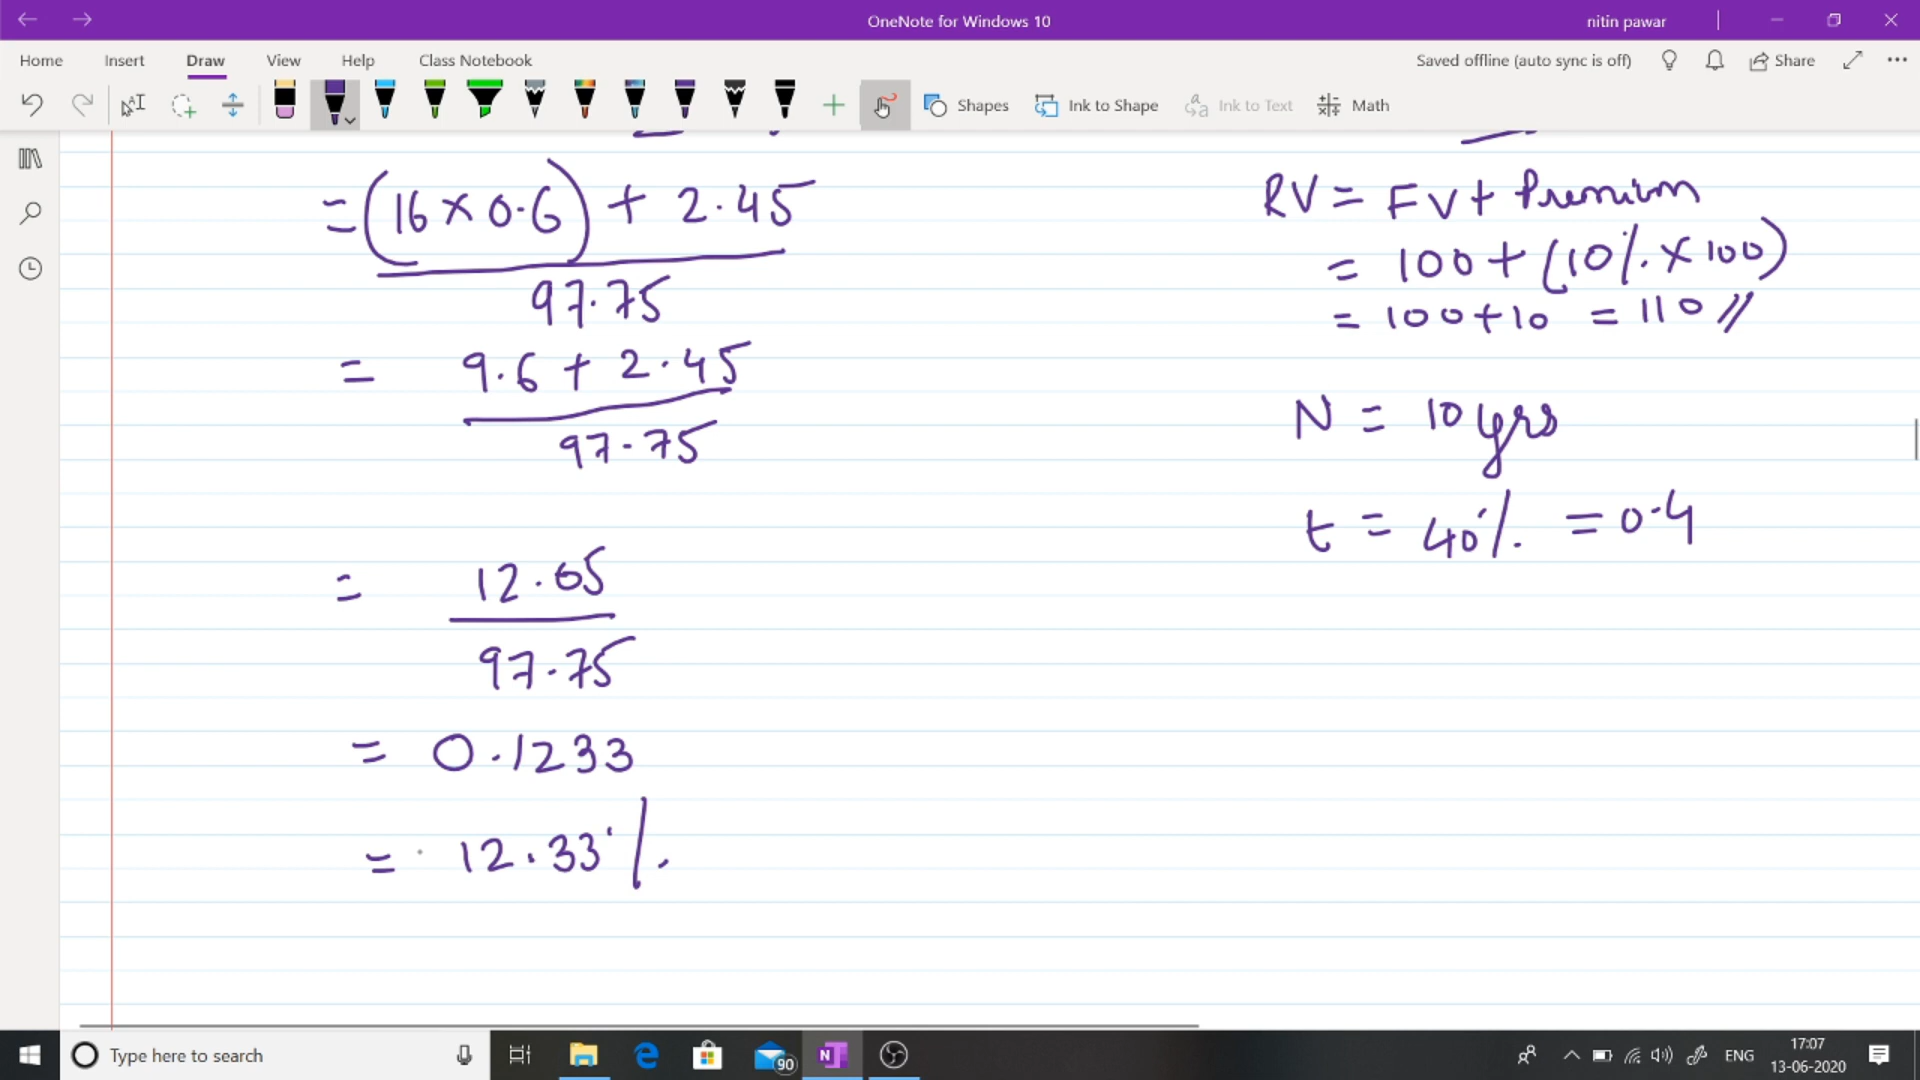 OneNote for Windows 10
nitin pawar
Home Insert Draw View Help Class Notebook
Saved offline (auto sync is off) Share
Shapes Ink to Shape Ink to Text Math
= (16 × 0.6) + 2.45
97.75
= 9.6 + 2.45
97.75
= 12.05
97.75
= 0.1233
= 12.33%
RV = FV + Premium
= 100 + (10% × 100)
= 100 + 10 = 110 //
N = 10 yrs
t = 40% = 0.4
Type here to search
90
ENG
17:07
13-06-2020